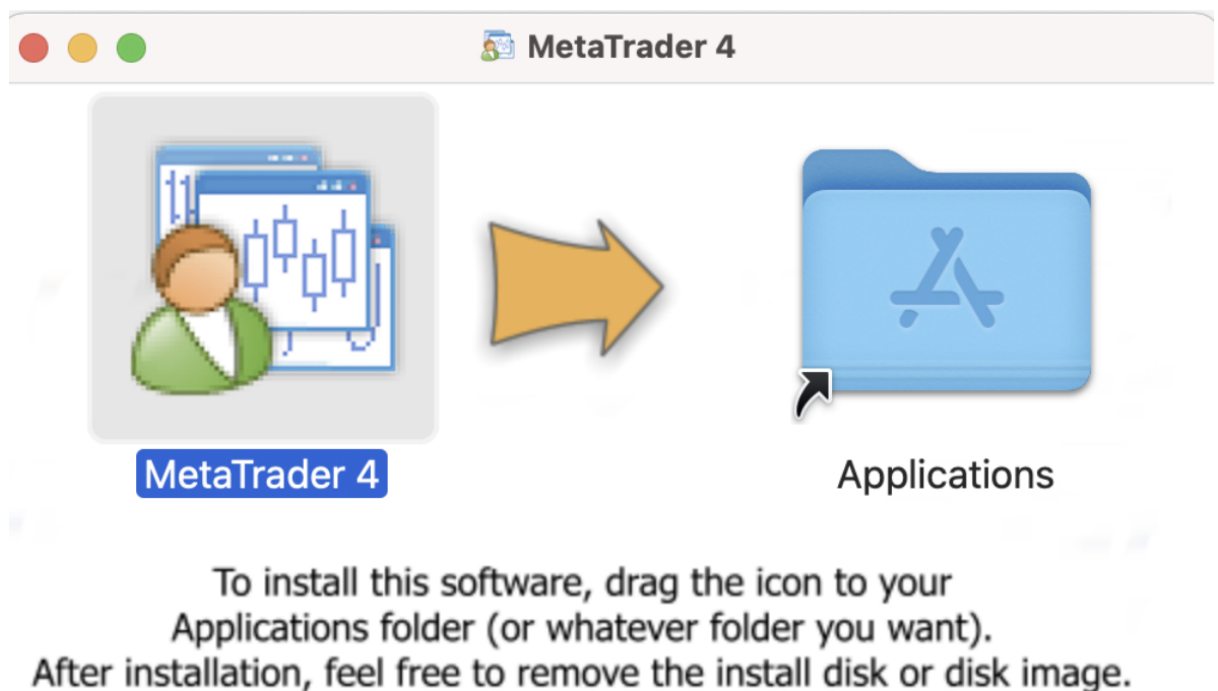 MetaTrader 4
MetaTrader 4
Applications
To install this software, drag the icon to your
Applications folder (or whatever folder you want).
After installation, feel free to remove the install disk or disk image.